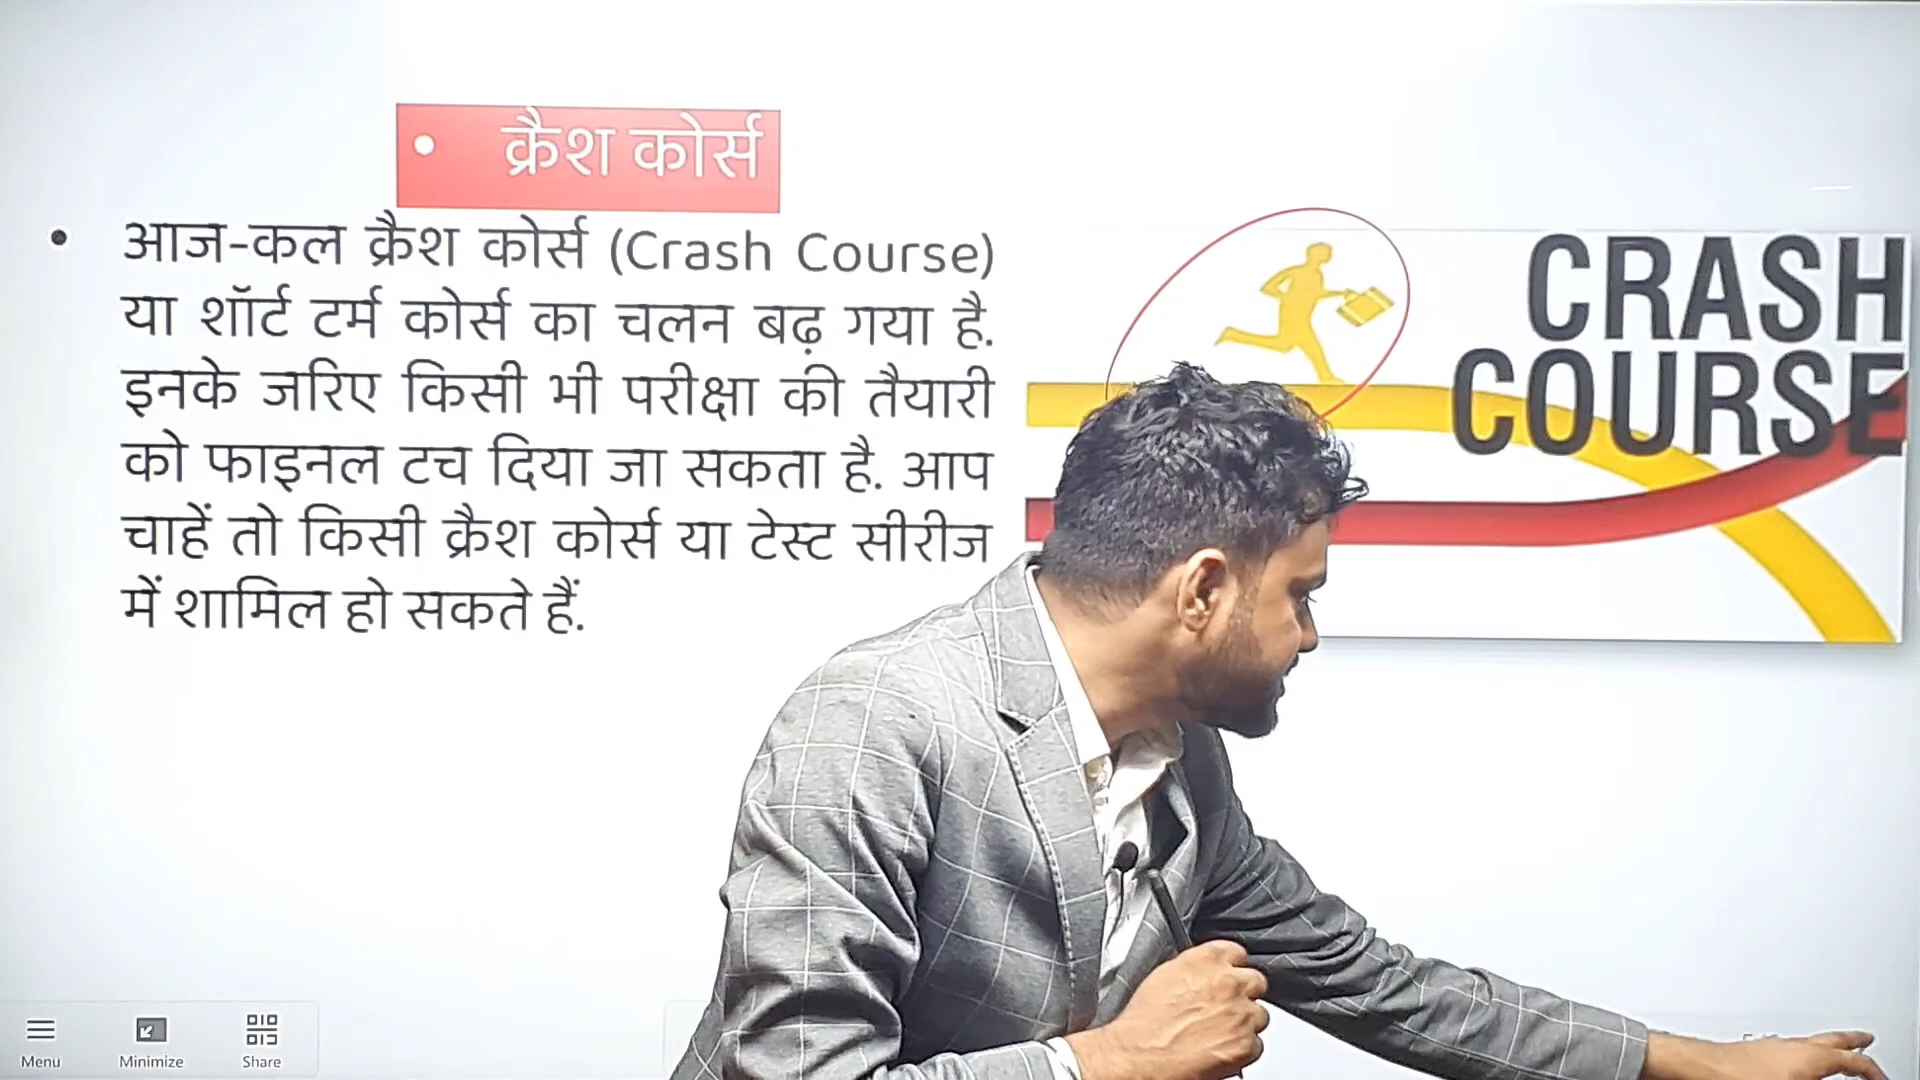 • क्रैश कोर्स
• आज-कल क्रैश कोर्स (Crash Course)
या शॉर्ट टर्म कोर्स का चलन बढ़ गया है.
इनके जरिए किसी भी परीक्षा की तैयारी
को फाइनल टच दिया जा सकता है. आप
चाहें तो किसी क्रैश कोर्स या टेस्ट सीरीज
में शामिल हो सकते हैं.
CRASH
COURSE
Menu
Minimize
Share